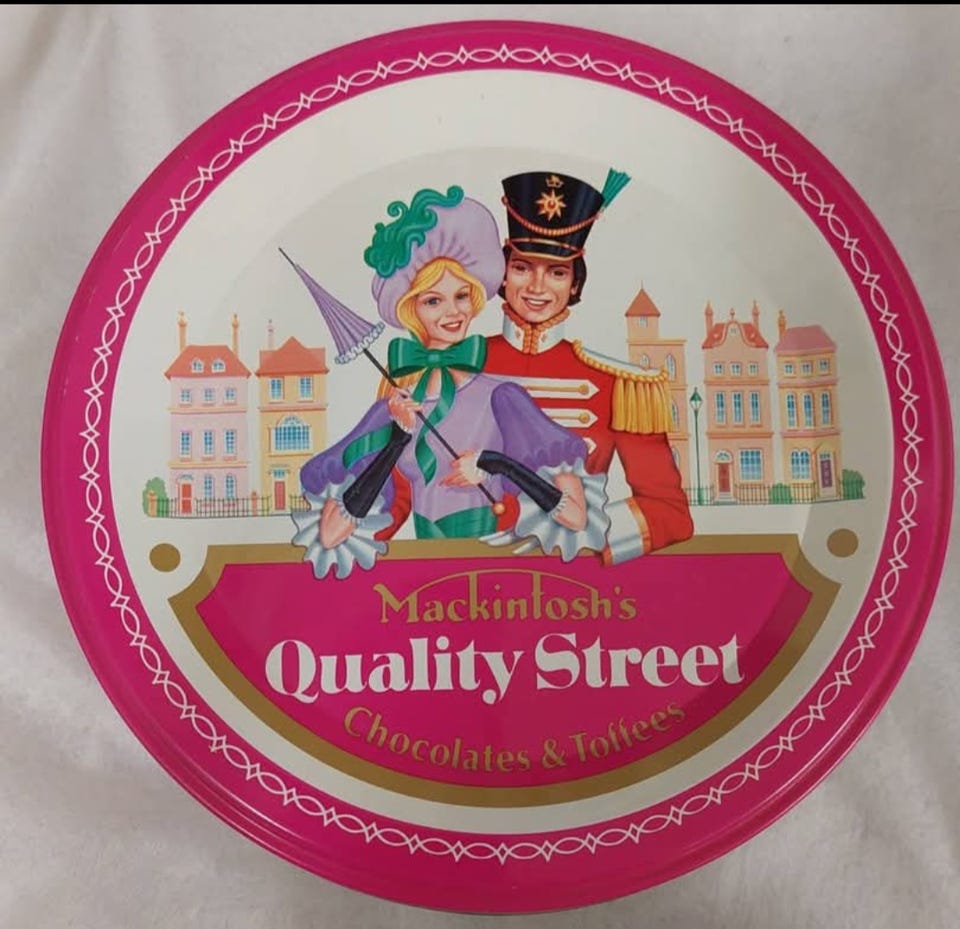 Mackintosh's
Quality Street
Chocolates & Toffees